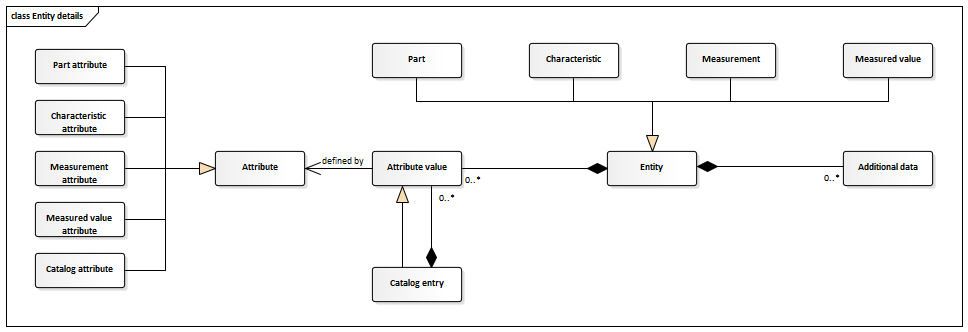 class Entity details
Part
Characteristic
Measurement
Measured value
Part attribute
Characteristic
attribute
Measurement
attribute
Measured value
attribute
Catalog attribute
Attribute
defined by
Attribute value
0..*
0..*
Entity
0..*
Additional data
Catalog entry